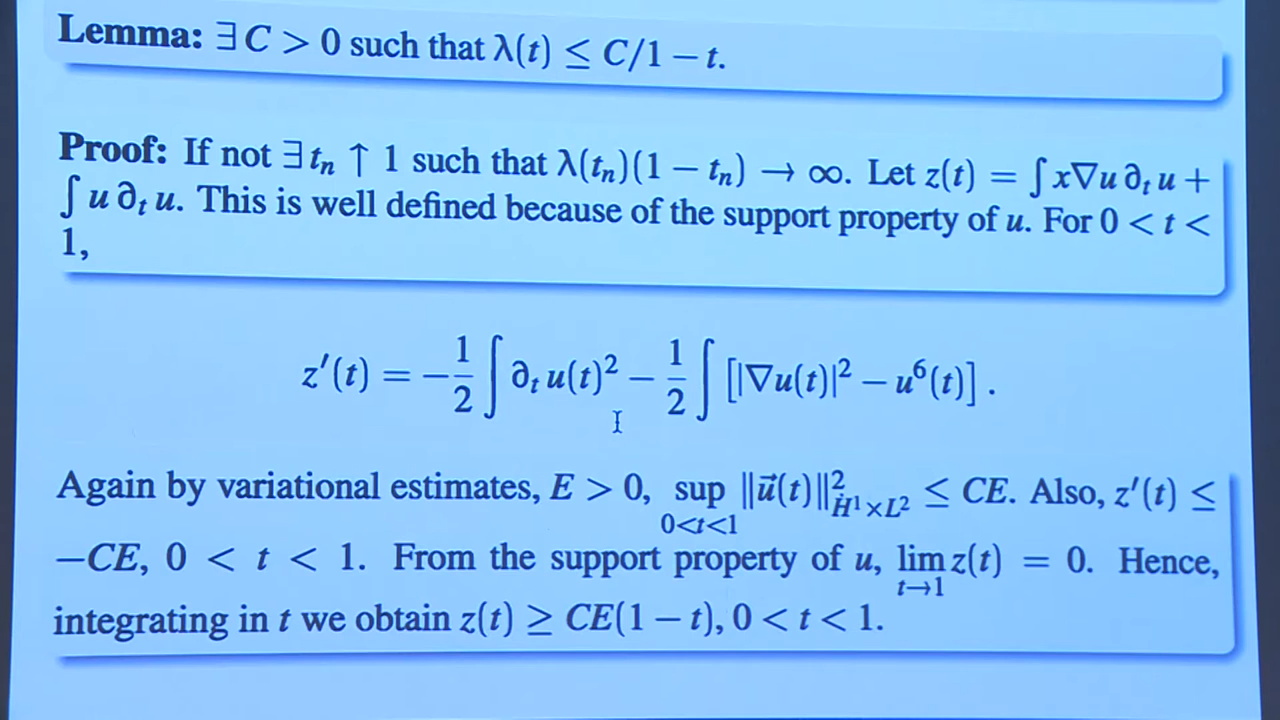 Lemma: ∃ C > 0 such that λ(t) ≤ C/1 − t.
Proof: If not ∃ tₙ ↑ 1 such that λ(tₙ)(1 − tₙ) → ∞. Let z(t) = ∫ x∇u ∂ₜ u +
∫ u ∂ₜ u. This is well defined because of the support property of u. For 0 < t <
1,
z′(t) = −1/2 ∫ ∂ₜ u(t)² − 1/2 ∫ [|∇u(t)|² − u⁶(t)] .
Again by variational estimates, E > 0, sup_{0<t<1} ‖u⃗(t)‖²_{Ḣ¹×L²} ≤ CE. Also, z′(t) ≤
−CE, 0 < t < 1. From the support property of u, lim_{t→1} z(t) = 0. Hence,
integrating in t we obtain z(t) ≥ CE(1 − t), 0 < t < 1.